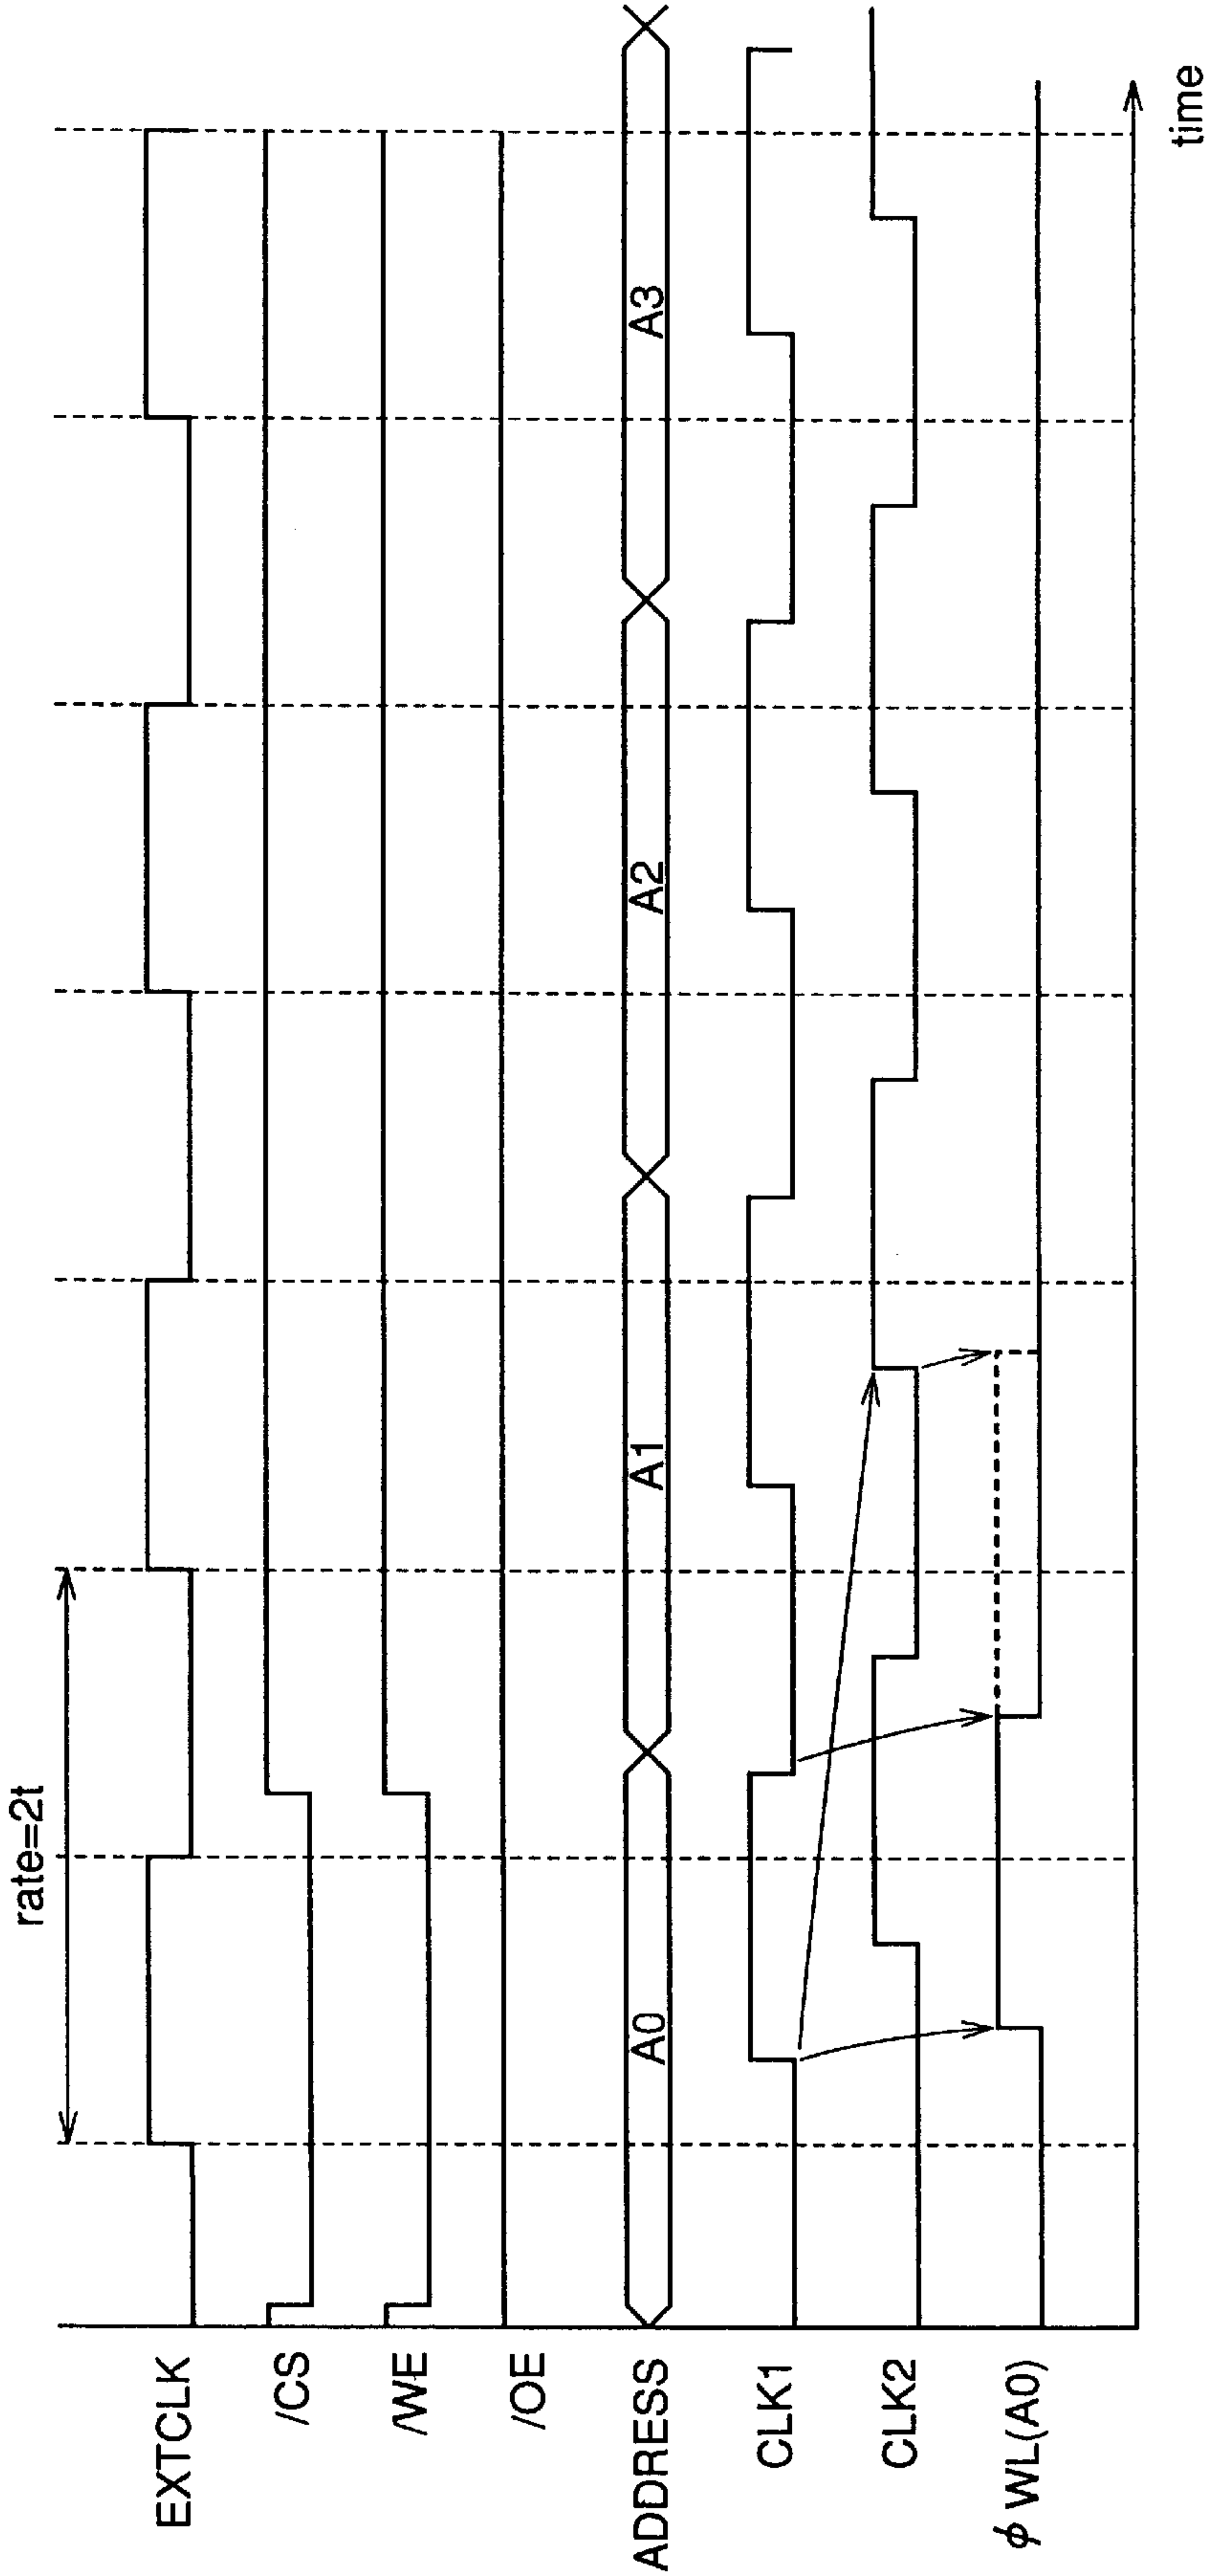 rate=2t
EXTCLK
/CS
/WE
/OE
ADDRESS
A0
A1
A2
A3
CLK1
CLK2
ϕ WL(A0)
time